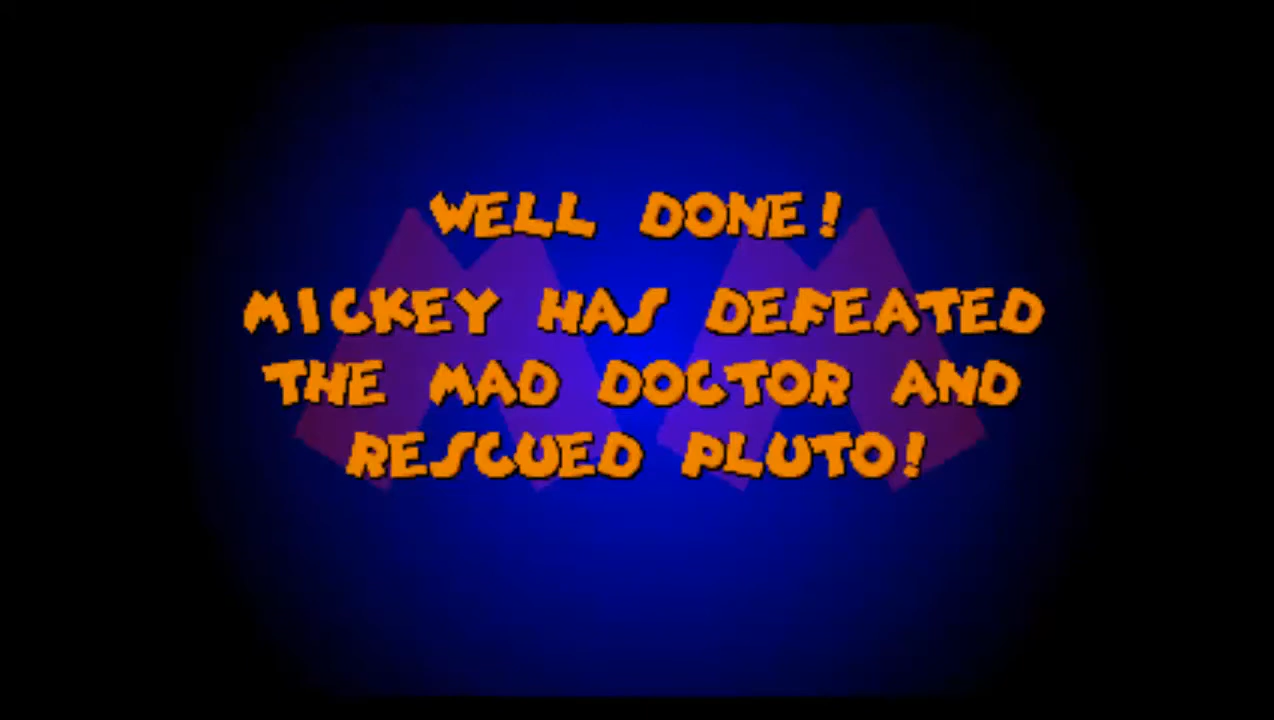 WELL DONE!
MICKEY HAS DEFEATED
THE MAD DOCTOR AND
RESCUED PLUTO!